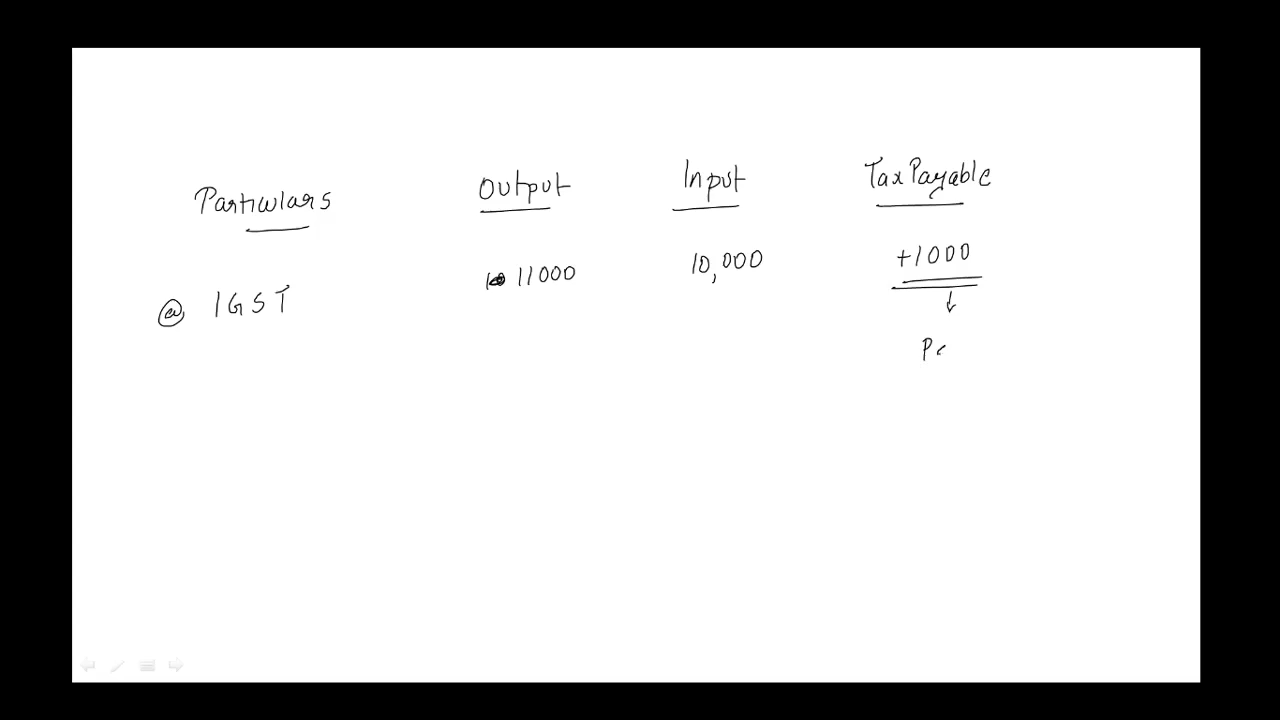 Particulars Output Input Tax Payable
@ IGST 11000 10,000 +1000